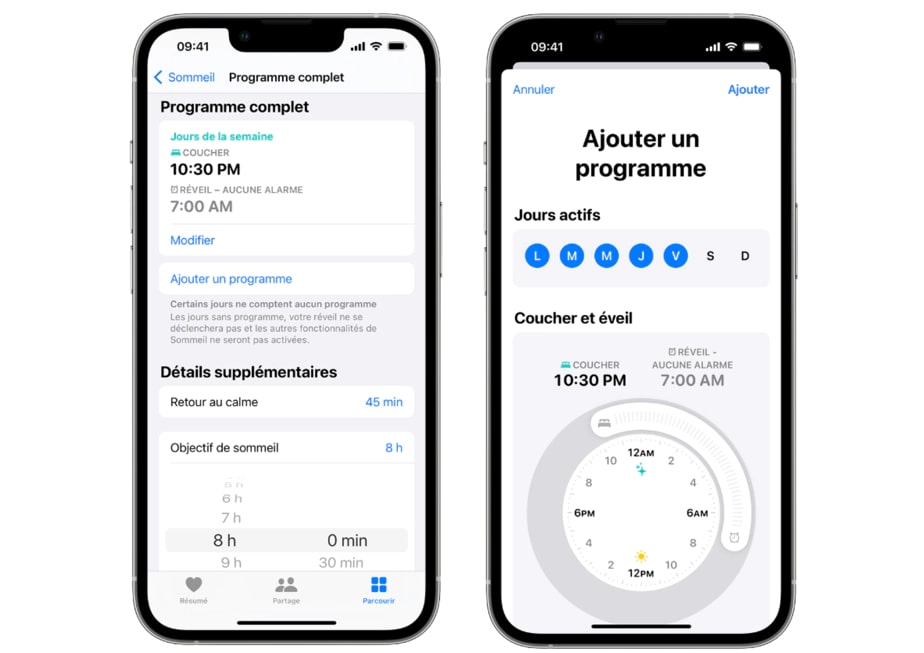 09:41
Sommeil Programme complet
Programme complet
Jours de la semaine
COUCHER
10:30 PM
RÉVEIL – AUCUNE ALARME
7:00 AM
Modifier
Ajouter un programme
Certains jours ne comptent aucun programme
Les jours sans programme, votre réveil ne se
déclenchera pas et les autres fonctionnalités de
Sommeil ne seront pas activées.
Détails supplémentaires
Retour au calme 45 min
Objectif de sommeil 8 h
5 h
6 h
7 h
8 h 0 min
9 h 30 min
Résumé Partage Parcourir
09:41
Annuler Ajouter
Ajouter un
programme
Jours actifs
L M M J V S D
Coucher et éveil
COUCHER
10:30 PM
RÉVEIL -
AUCUNE ALARME
7:00 AM
12AM
2
4
6AM
8
10
12PM
2
4
6PM
8
10